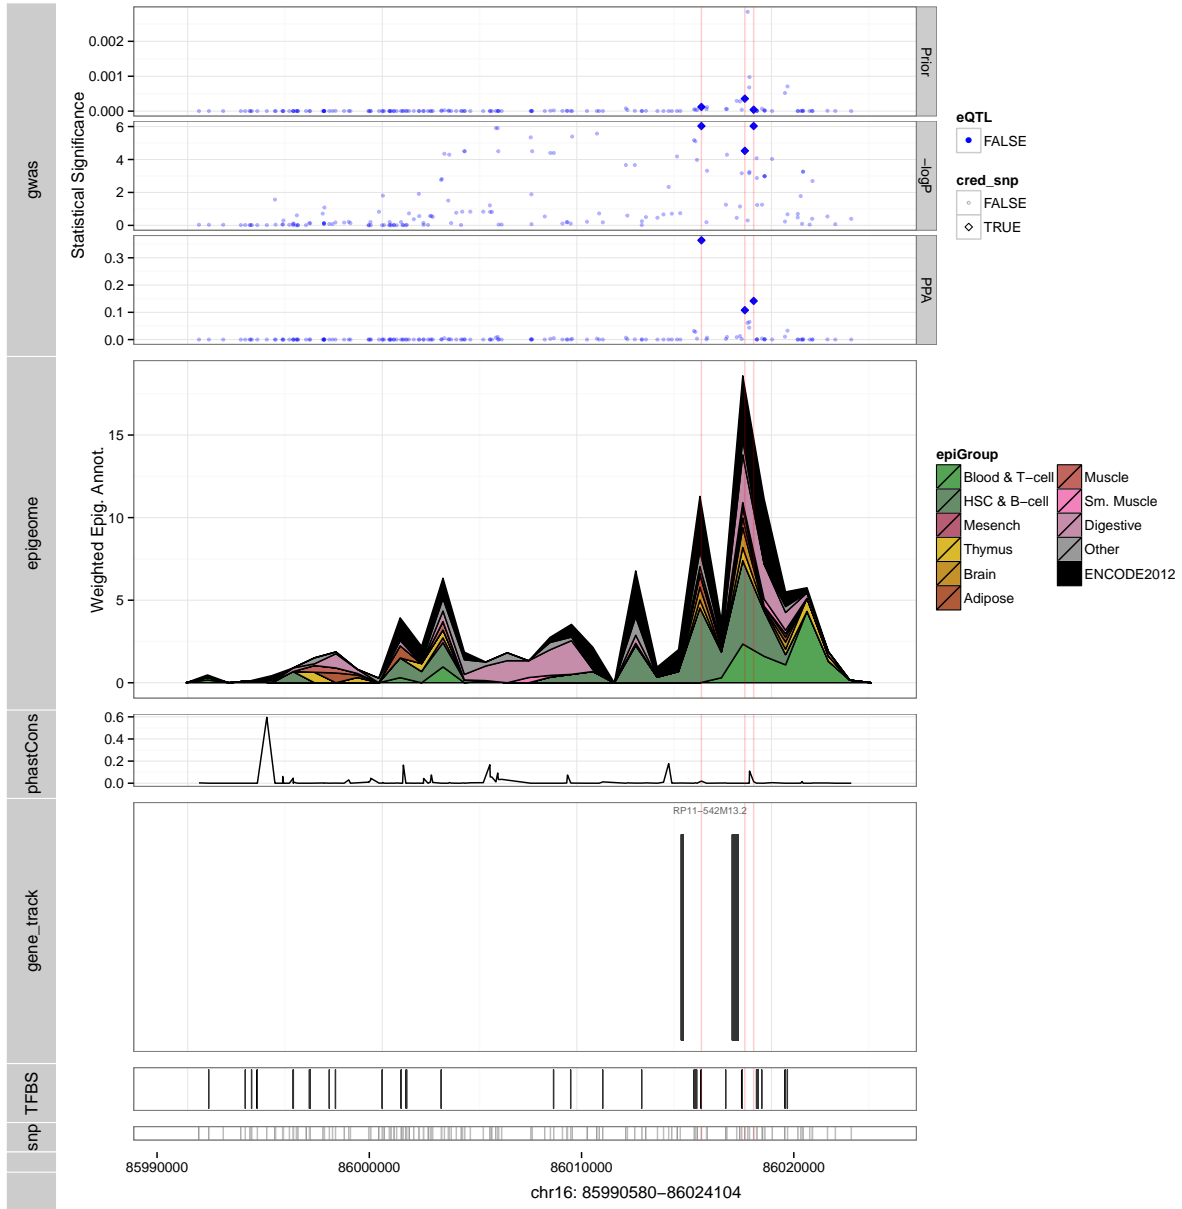 gwas
Statistical Significance
0.002
0.001
0.000
Prior
6
4
2
0
−logP
0.3
0.2
0.1
0.0
PPA
eQTL
FALSE
cred_snp
FALSE
TRUE
epigeome
Weighted Epig. Annot.
15
10
5
0
epiGroup
Blood & T−cell
HSC & B−cell
Mesench
Thymus
Brain
Adipose
Muscle
Sm. Muscle
Digestive
Other
ENCODE2012
phastCons
0.6
0.4
0.2
0.0
gene_track
RP11−542M13.2
TFBS
snp
85990000 86000000 86010000 86020000
chr16: 85990580−86024104